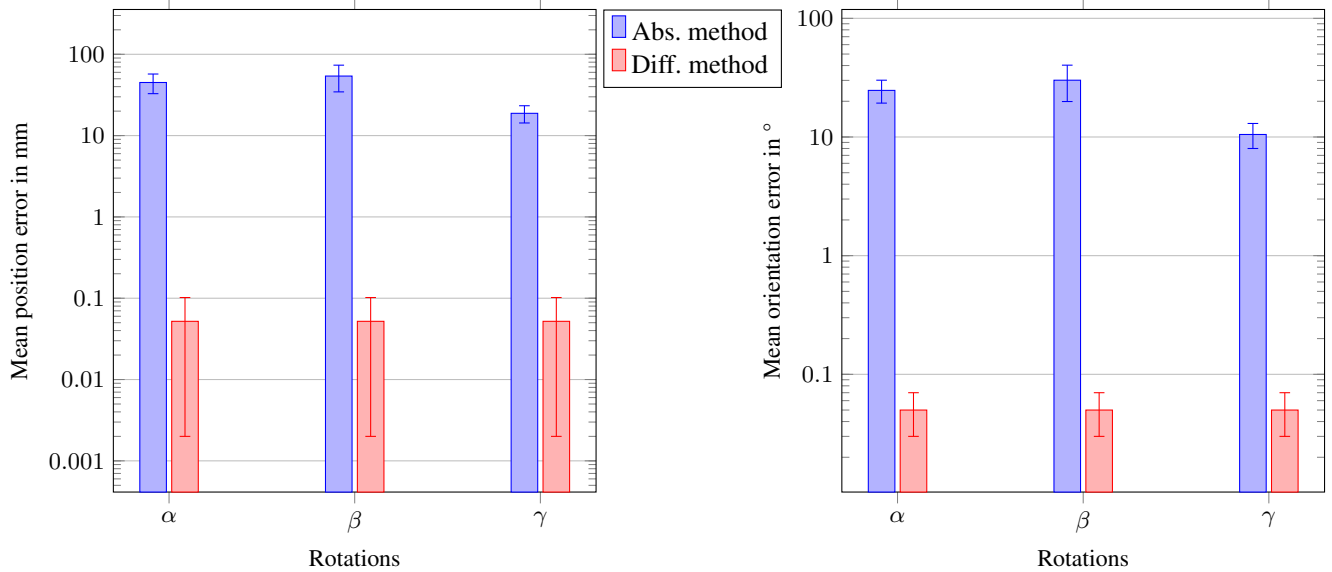 Mean position error in mm
100
10
1
0.1
0.01
0.001
α
β
γ
Rotations
Abs. method
Diff. method
Mean orientation error in °
100
10
1
0.1
α
β
γ
Rotations